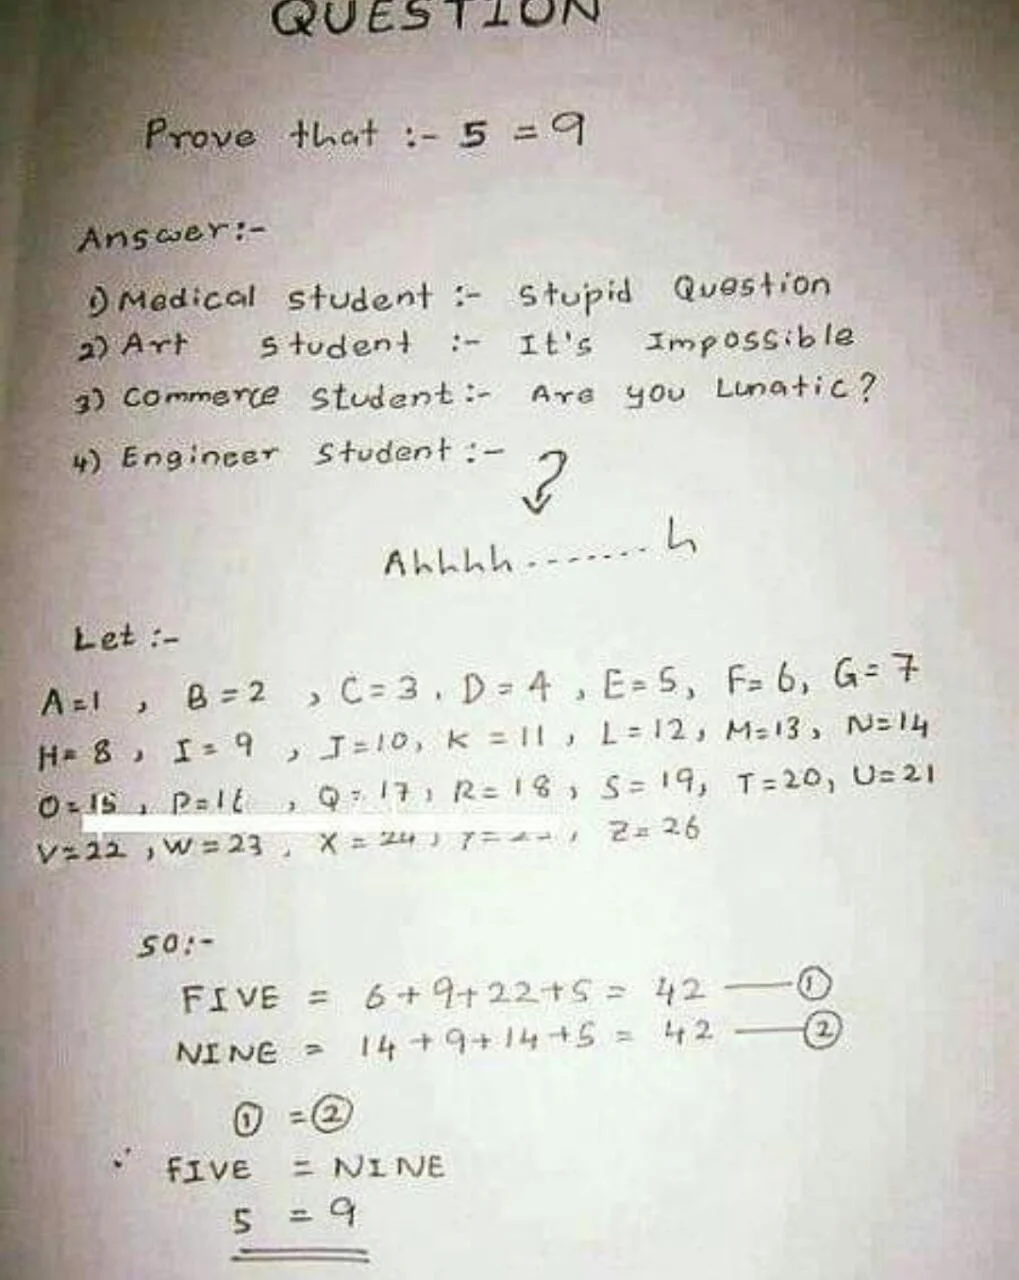 QUESTION
Prove that :- 5 = 9
Answer:-
1) Medical student :- Stupid Question
2) Art student :- It's Impossible
3) Commerce student :- Are you Lunatic?
4) Engineer student :- ?
Ahhhh.......h
Let :-
A=1 , B=2 , C=3 , D=4 , E=5, F=6, G=7
H=8 , I=9 , J=10, K=11 , L=12, M=13, N=14
O=15 , P=16 , Q=17, R=18 , S=19, T=20, U=21
V=22 , W=23 , X=24 , Z=26
SO:-
FIVE = 6+9+22+5 = 42 — ①
NINE = 14+9+14+5 = 42 — ②
① = ②
∴ FIVE = NINE
5 = 9